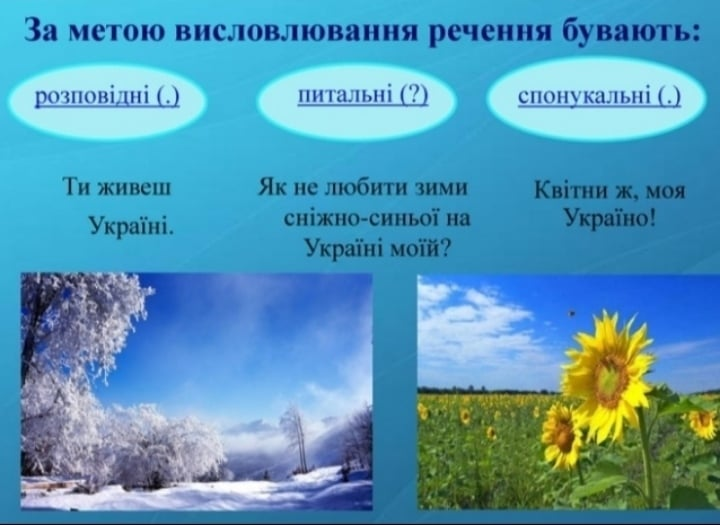 За метою висловлювання речення бувають:
розповідні (.)
питальні (?)
спонукальні (.)
Ти живеш
Україні.
Як не любити зими
сніжно-синьої на
Україні моїй?
Квітни ж, моя
Україно!